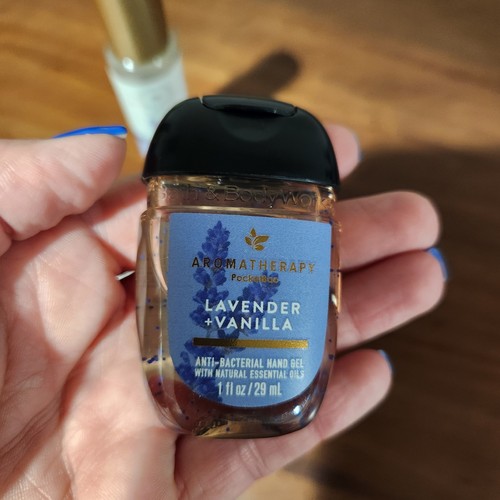 AROMATHERAPY
PocketBac
LAVENDER
+VANILLA
ANTI-BACTERIAL HAND GEL
WITH NATURAL ESSENTIAL OILS
1 fl oz / 29 mL